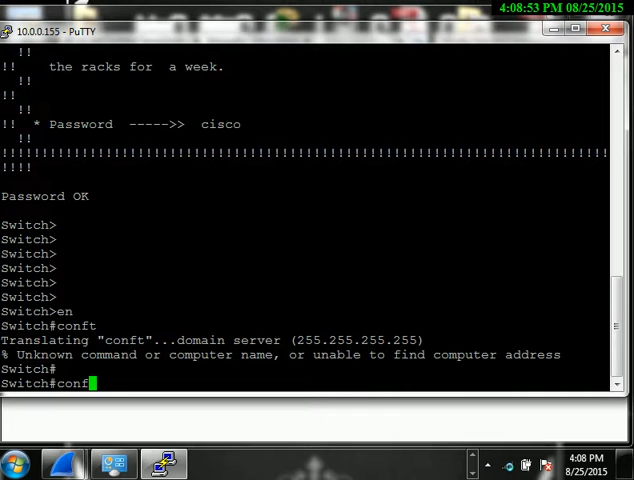 4:08:53 PM 08/25/2015
10.0.0.155 - PuTTY
!!
!! the racks for a week.
!!
!!
!!
!! * Password ----->> cisco
!!
!!!!!!!!!!!!!!!!!!!!!!!!!!!!!!!!!!!!!!!!!!!!!!!!!!!!!!!!!!!!!!!!!!!!!!!!!!!!
!!!!
Password OK
Switch>
Switch>
Switch>
Switch>
Switch>
Switch>
Switch>en
Switch#conft
Translating "conft"...domain server (255.255.255.255)
% Unknown command or computer name, or unable to find computer address
Switch#
Switch#conf
4:08 PM
8/25/2015